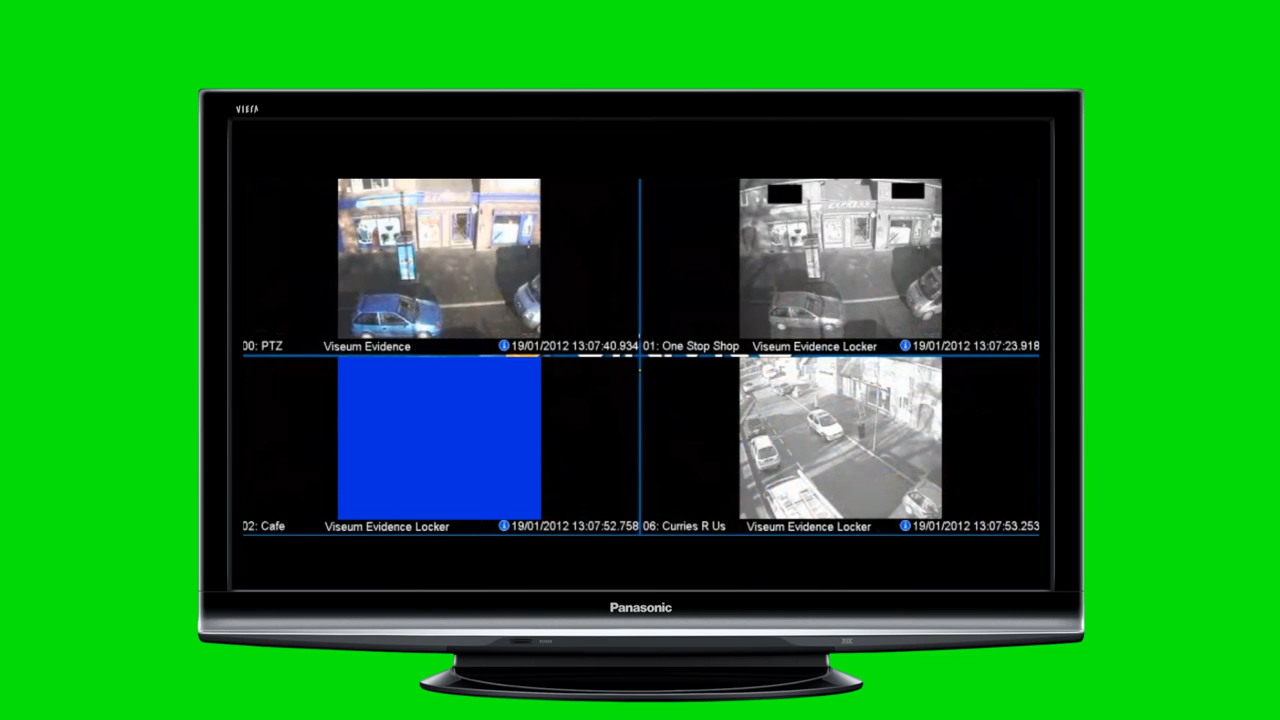 VIERA
00: PTZ Viseum Evidence 19/01/2012 13:07:40.934
01: One Stop Shop Viseum Evidence Locker 19/01/2012 13:07:23.918
02: Cafe Viseum Evidence Locker 19/01/2012 13:07:52.758
06: Curries R Us Viseum Evidence Locker 19/01/2012 13:07:53.253
Panasonic